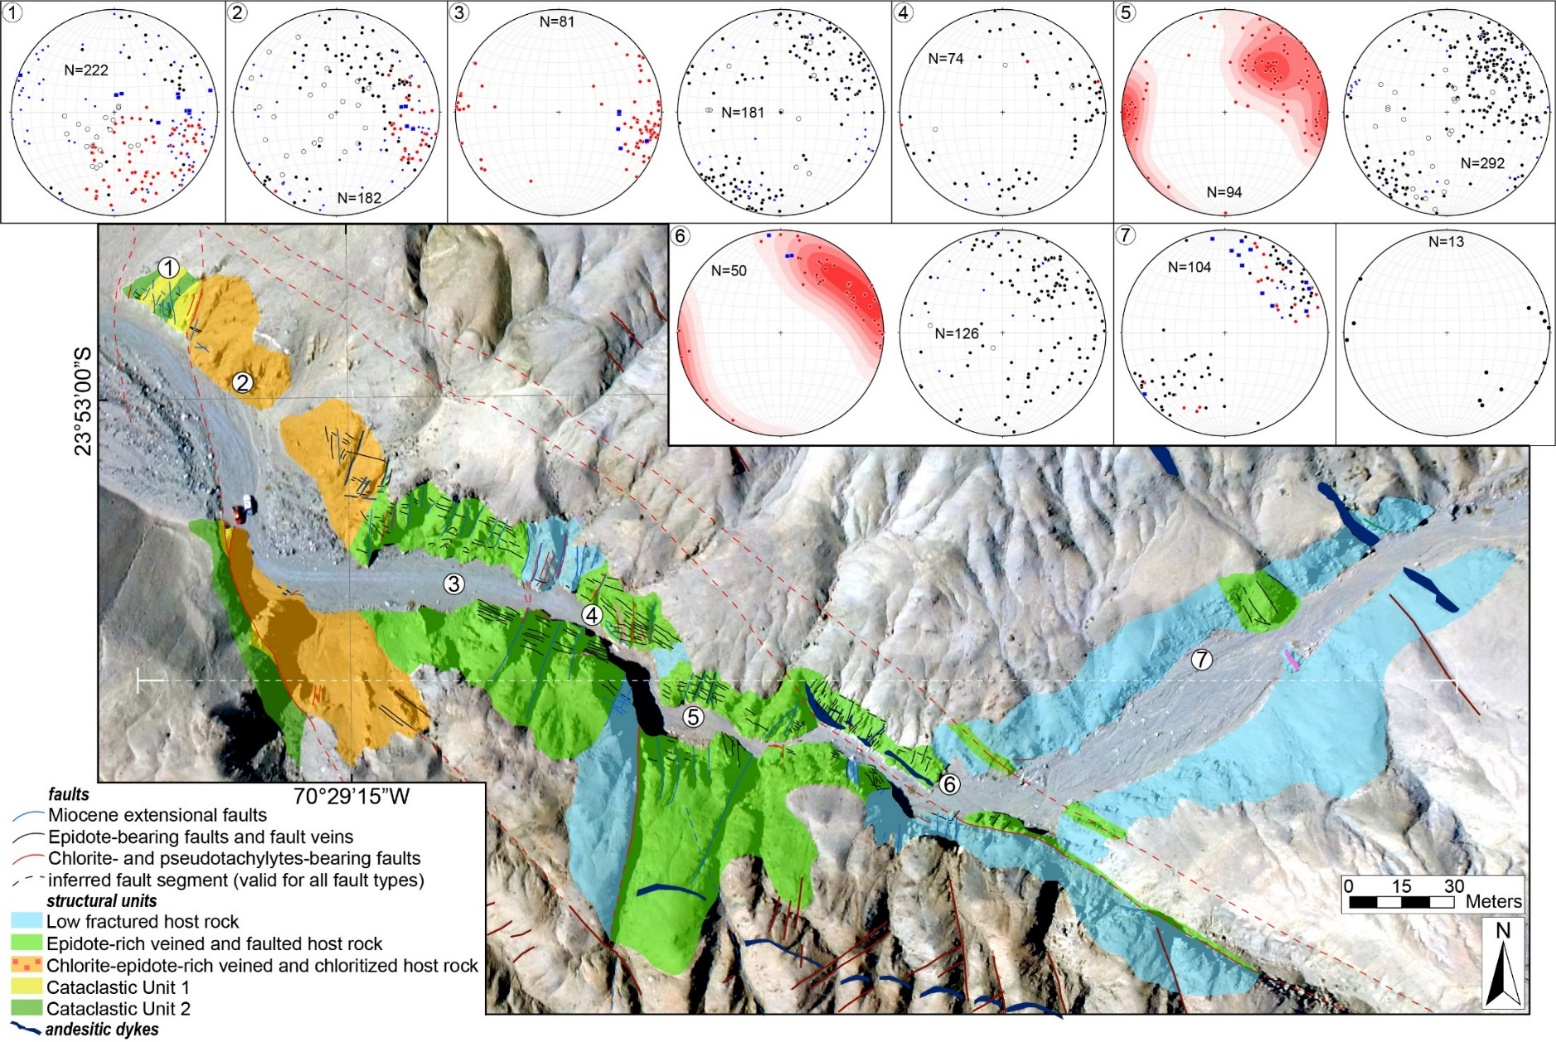 1
2
3
4
5
N=222
N=182
N=81
N=181
N=74
N=94
N=292
6
7
N=50
N=126
N=104
N=13
1
2
3
4
5
6
7
23°53'00"S
70°29'15"W
faults
Miocene extensional faults
Epidote-bearing faults and fault veins
Chlorite- and pseudotachylytes-bearing faults
inferred fault segment (valid for all fault types)
structural units
Low fractured host rock
Epidote-rich veined and faulted host rock
Chlorite-epidote-rich veined and chloritized host rock
Cataclastic Unit 1
Cataclastic Unit 2
andesitic dykes
0 15 30
Meters
N